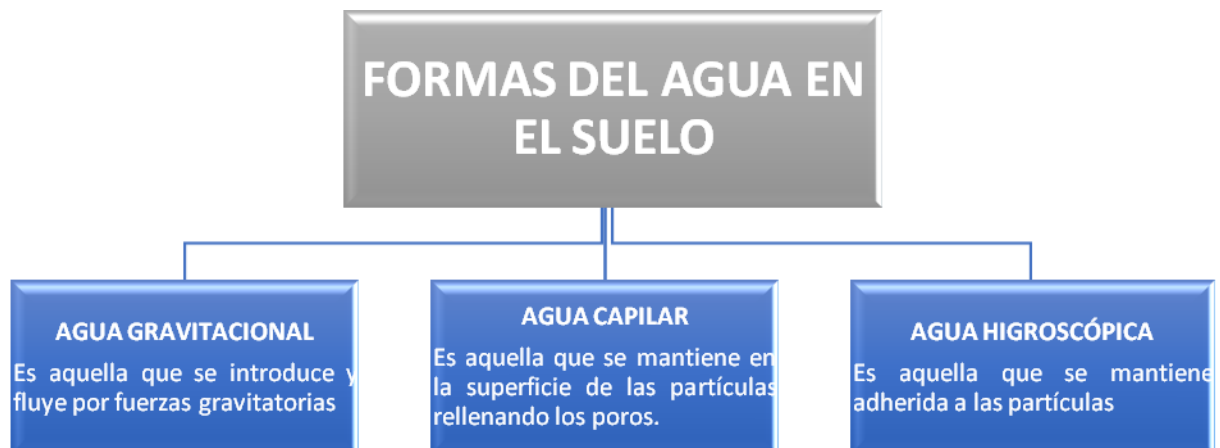 FORMAS DEL AGUA EN
EL SUELO
AGUA GRAVITACIONAL
Es aquella que se introduce y
fluye por fuerzas gravitatorias
AGUA CAPILAR
Es aquella que se mantiene en
la superficie de las partículas
rellenando los poros.
AGUA HIGROSCÓPICA
Es aquella que se mantiene
adherida a las partículas